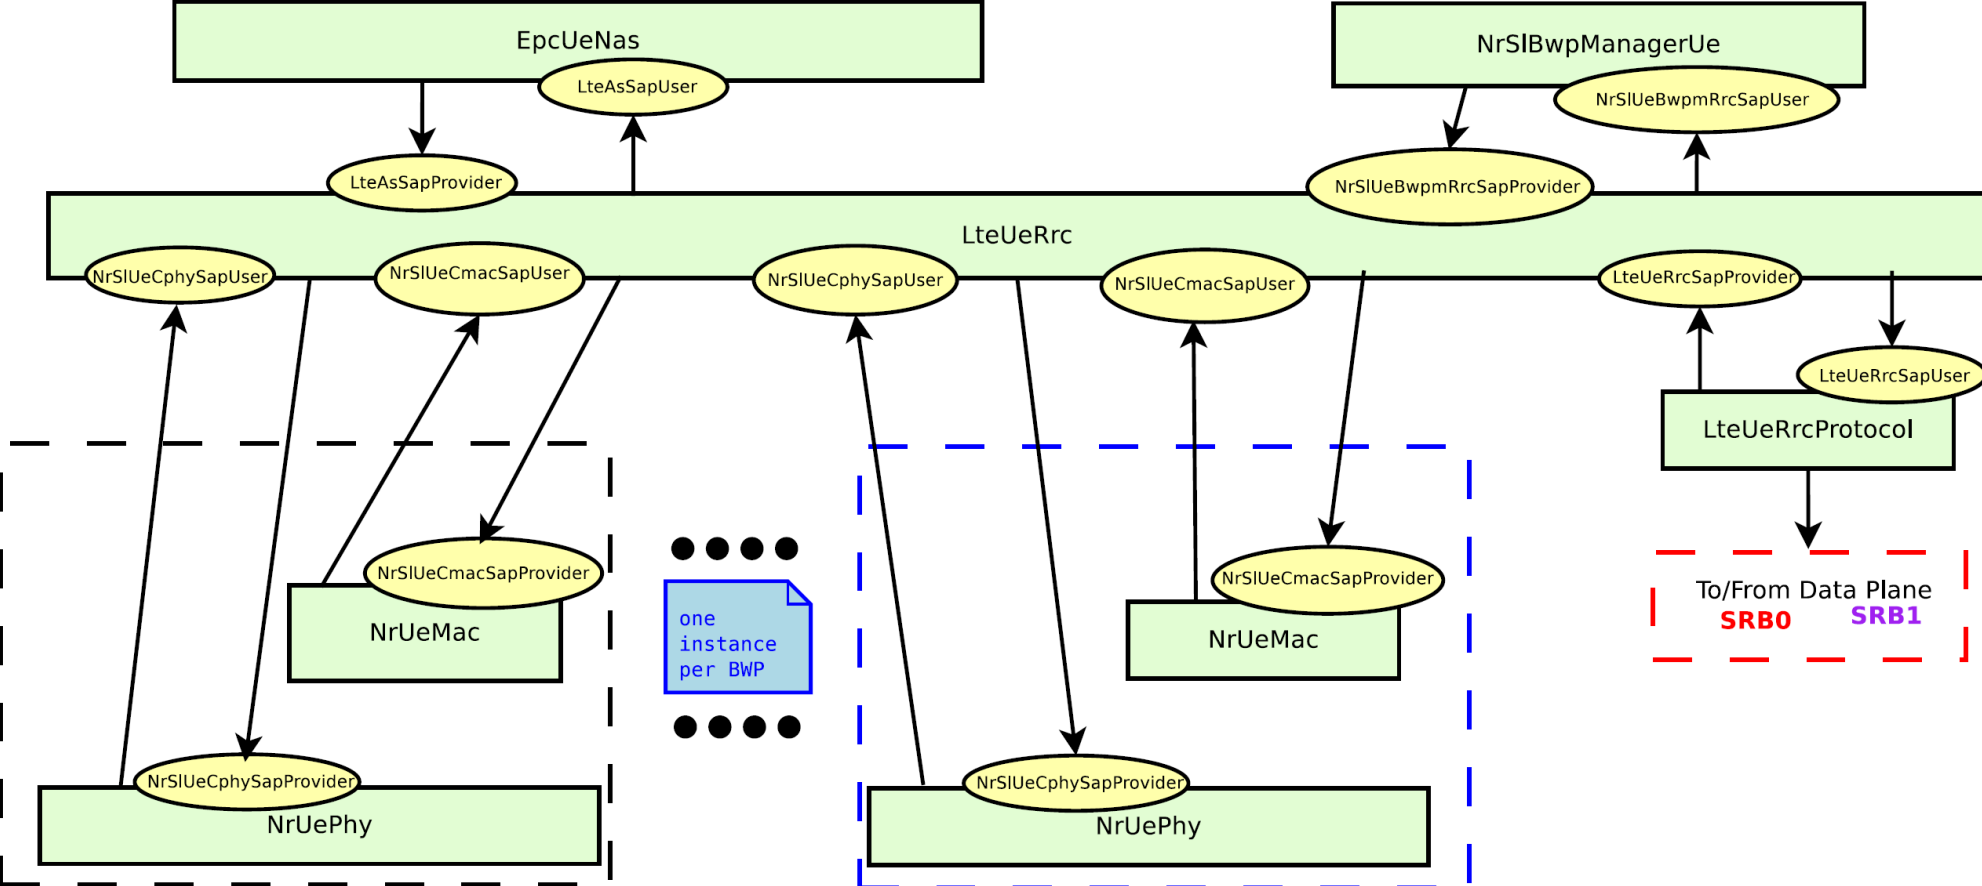 EpcUeNas
NrSlBwpManagerUe
LteAsSapUser
NrSlUeBwpmRrcSapUser
LteAsSapProvider
NrSlUeBwpmRrcSapProvider
LteUeRrc
NrSlUeCphySapUser
NrSlUeCmacSapUser
NrSlUeCphySapUser
NrSlUeCmacSapUser
LteUeRrcSapProvider
LteUeRrcSapUser
LteUeRrcProtocol
NrSlUeCmacSapProvider
NrUeMac
one
instance
per BWP
NrSlUeCmacSapProvider
NrUeMac
To/From Data Plane
SRB0 SRB1
NrSlUeCphySapProvider
NrUePhy
NrSlUeCphySapProvider
NrUePhy